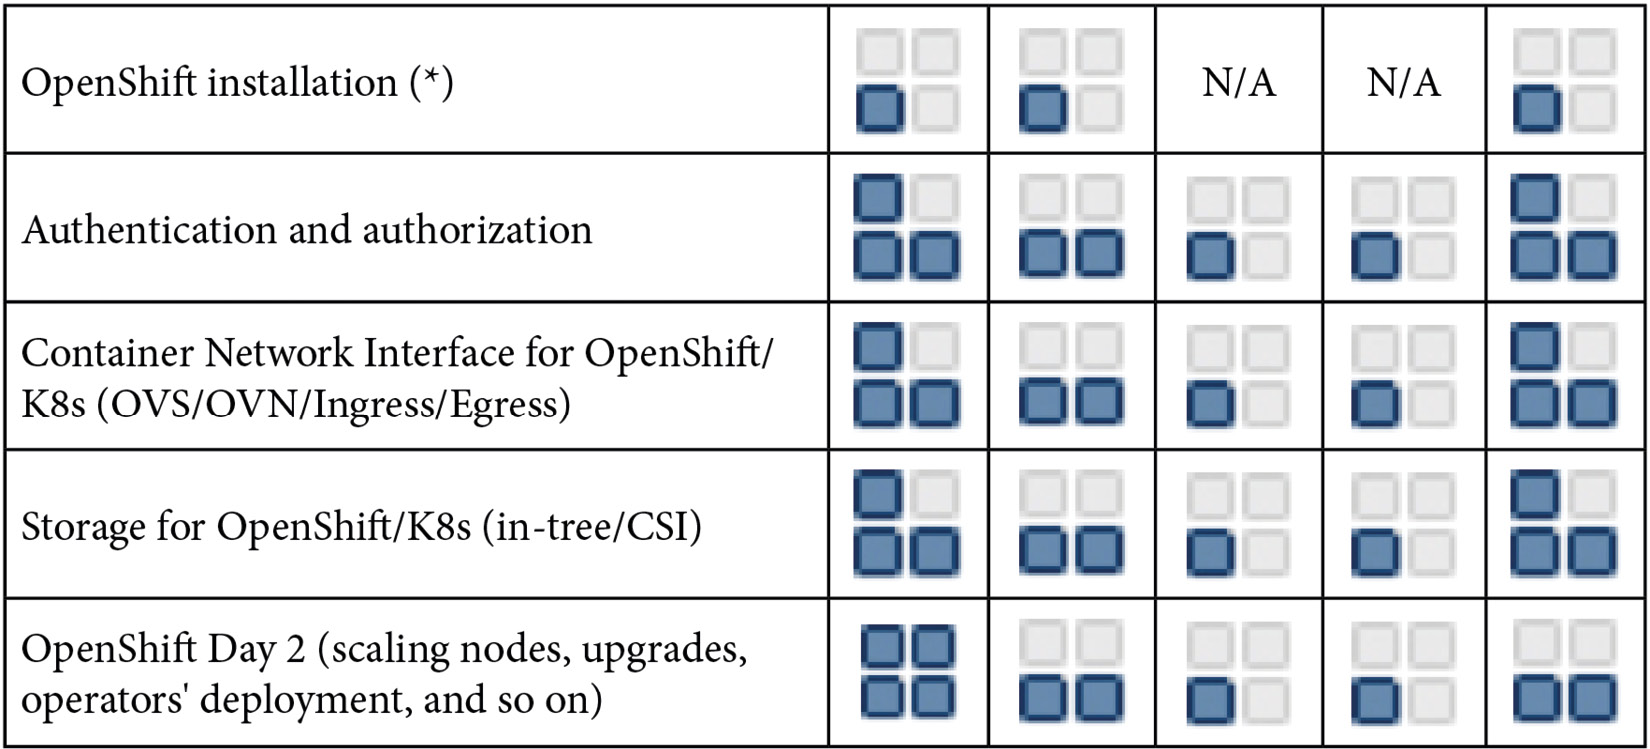 OpenShift installation (*)
N/A
N/A
Authentication and authorization
Container Network Interface for OpenShift/
K8s (OVS/OVN/Ingress/Egress)
Storage for OpenShift/K8s (in-tree/CSI)
OpenShift Day 2 (scaling nodes, upgrades,
operators' deployment, and so on)